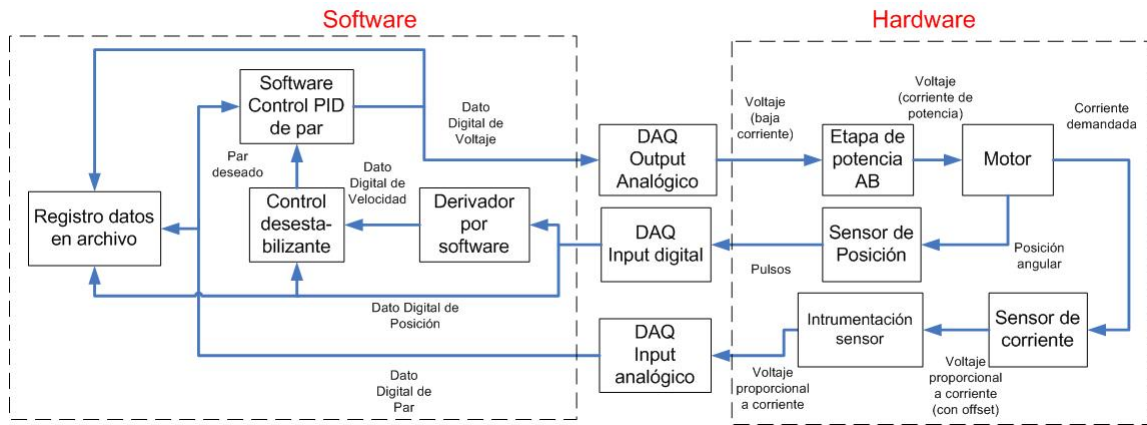 Software
Hardware
Software
Control PID
de par
Dato
Digital de
Voltaje
Voltaje
(baja
corriente)
Voltaje
(corriente de
potencia)
Corriente
demandada
DAQ
Output
Analógico
Etapa de
potencia
AB
Motor
Par
deseado
Dato
Digital de
Velocidad
Registro datos
en archivo
Control
desesta-
bilizante
Derivador
por
software
DAQ
Input digital
Sensor de
Posición
Pulsos
Posición
angular
Dato Digital de
Posición
DAQ
Input
analógico
Intrumentación
sensor
Sensor de
corriente
Dato
Digital de
Par
Voltaje
proporcional
a corriente
Voltaje
proporcional
a corriente
(con offset)